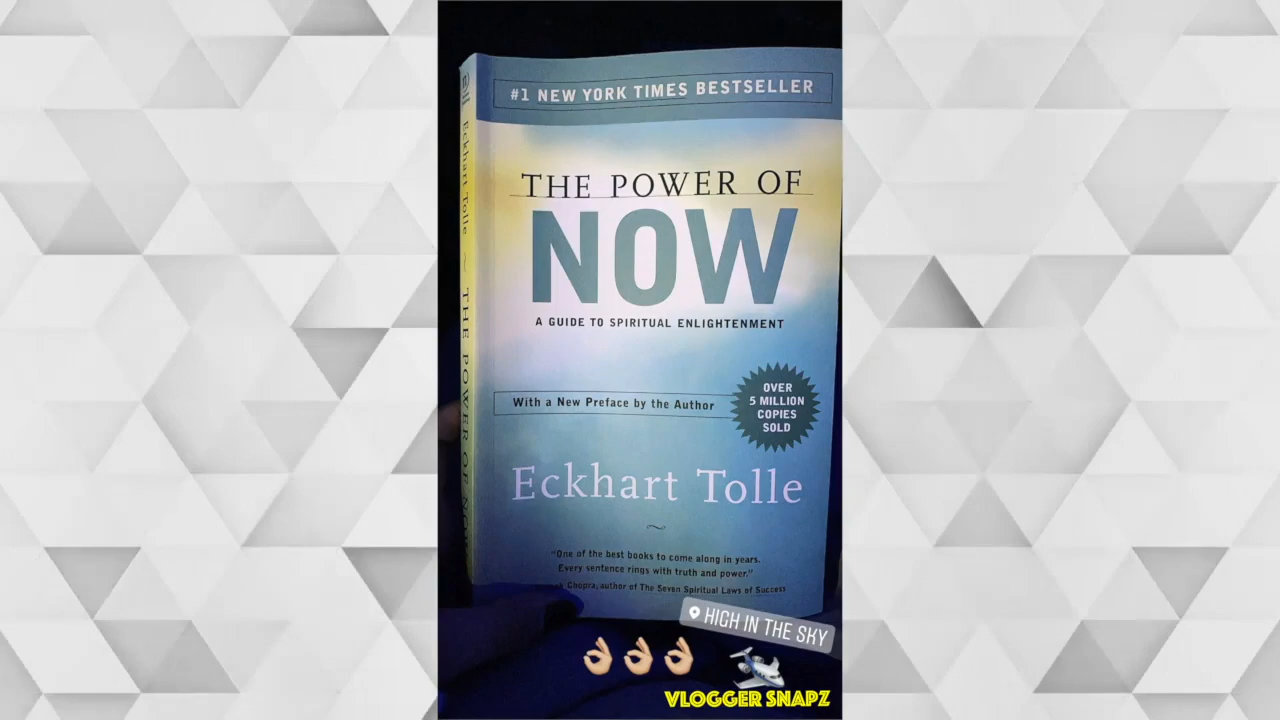 #1 NEW YORK TIMES BESTSELLER
THE POWER OF
NOW
A GUIDE TO SPIRITUAL ENLIGHTENMENT
With a New Preface by the Author
OVER
5 MILLION
COPIES
SOLD
Eckhart Tolle
~
"One of the best books to come along in years.
Every sentence rings with truth and power."
Chopra, author of The Seven Spiritual Laws of Success
Eckhart Tolle ~ THE POWER OF
HIGH IN THE SKY
VLOGGER SNAPZ